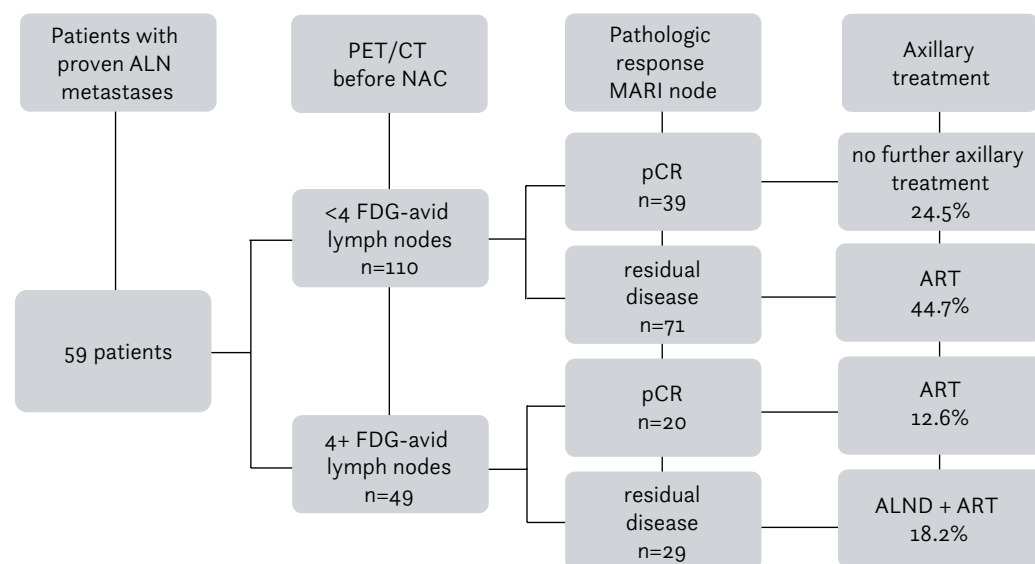 Patients with
proven ALN
metastases
PET/CT
before NAC
Pathologic
response
MARI node
Axillary
treatment
59 patients
<4 FDG-avid
lymph nodes
n=110
4+ FDG-avid
lymph nodes
n=49
pCR
n=39
no further axillary
treatment
24.5%
residual
disease
n=71
ART
44.7%
pCR
n=20
ART
12.6%
residual
disease
n=29
ALND + ART
18.2%